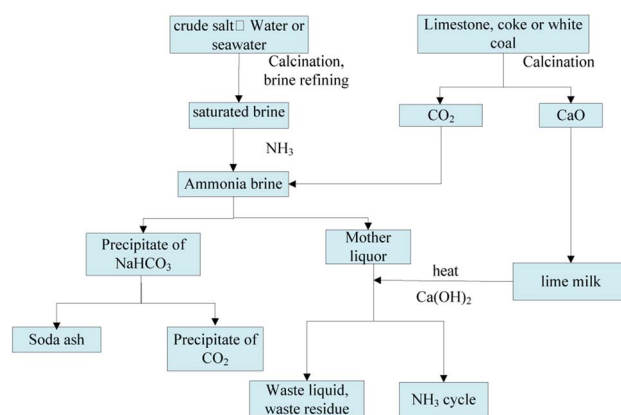 crude salt□ Water or
seawater
Limestone, coke or white
coal
Calcination,
brine refining
Calcination
saturated brine
CO₂
CaO
NH₃
Ammonia brine
Precipitate of
NaHCO₃
Mother
liquor
heat
Ca(OH)₂
lime milk
Soda ash
Precipitate of
CO₂
Waste liquid,
waste residue
NH₃ cycle